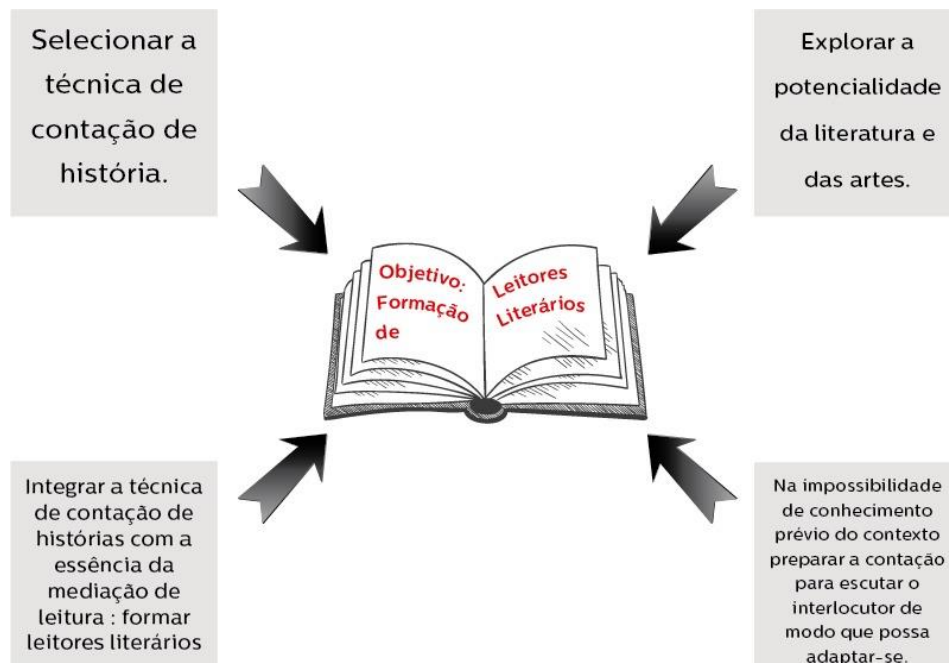 Selecionar a
técnica de
contação de
história.
Explorar a
potencialidade
da literatura e
das artes.
Objetivo:
Formação
de
Leitores
Literários
Integrar a técnica
de contação de
histórias com a
essência da
mediação de
leitura : formar
leitores literários
Na impossibilidade
de conhecimento
prévio do contexto
preparar a contação
para escutar o
interlocutor de
modo que possa
adaptar-se.